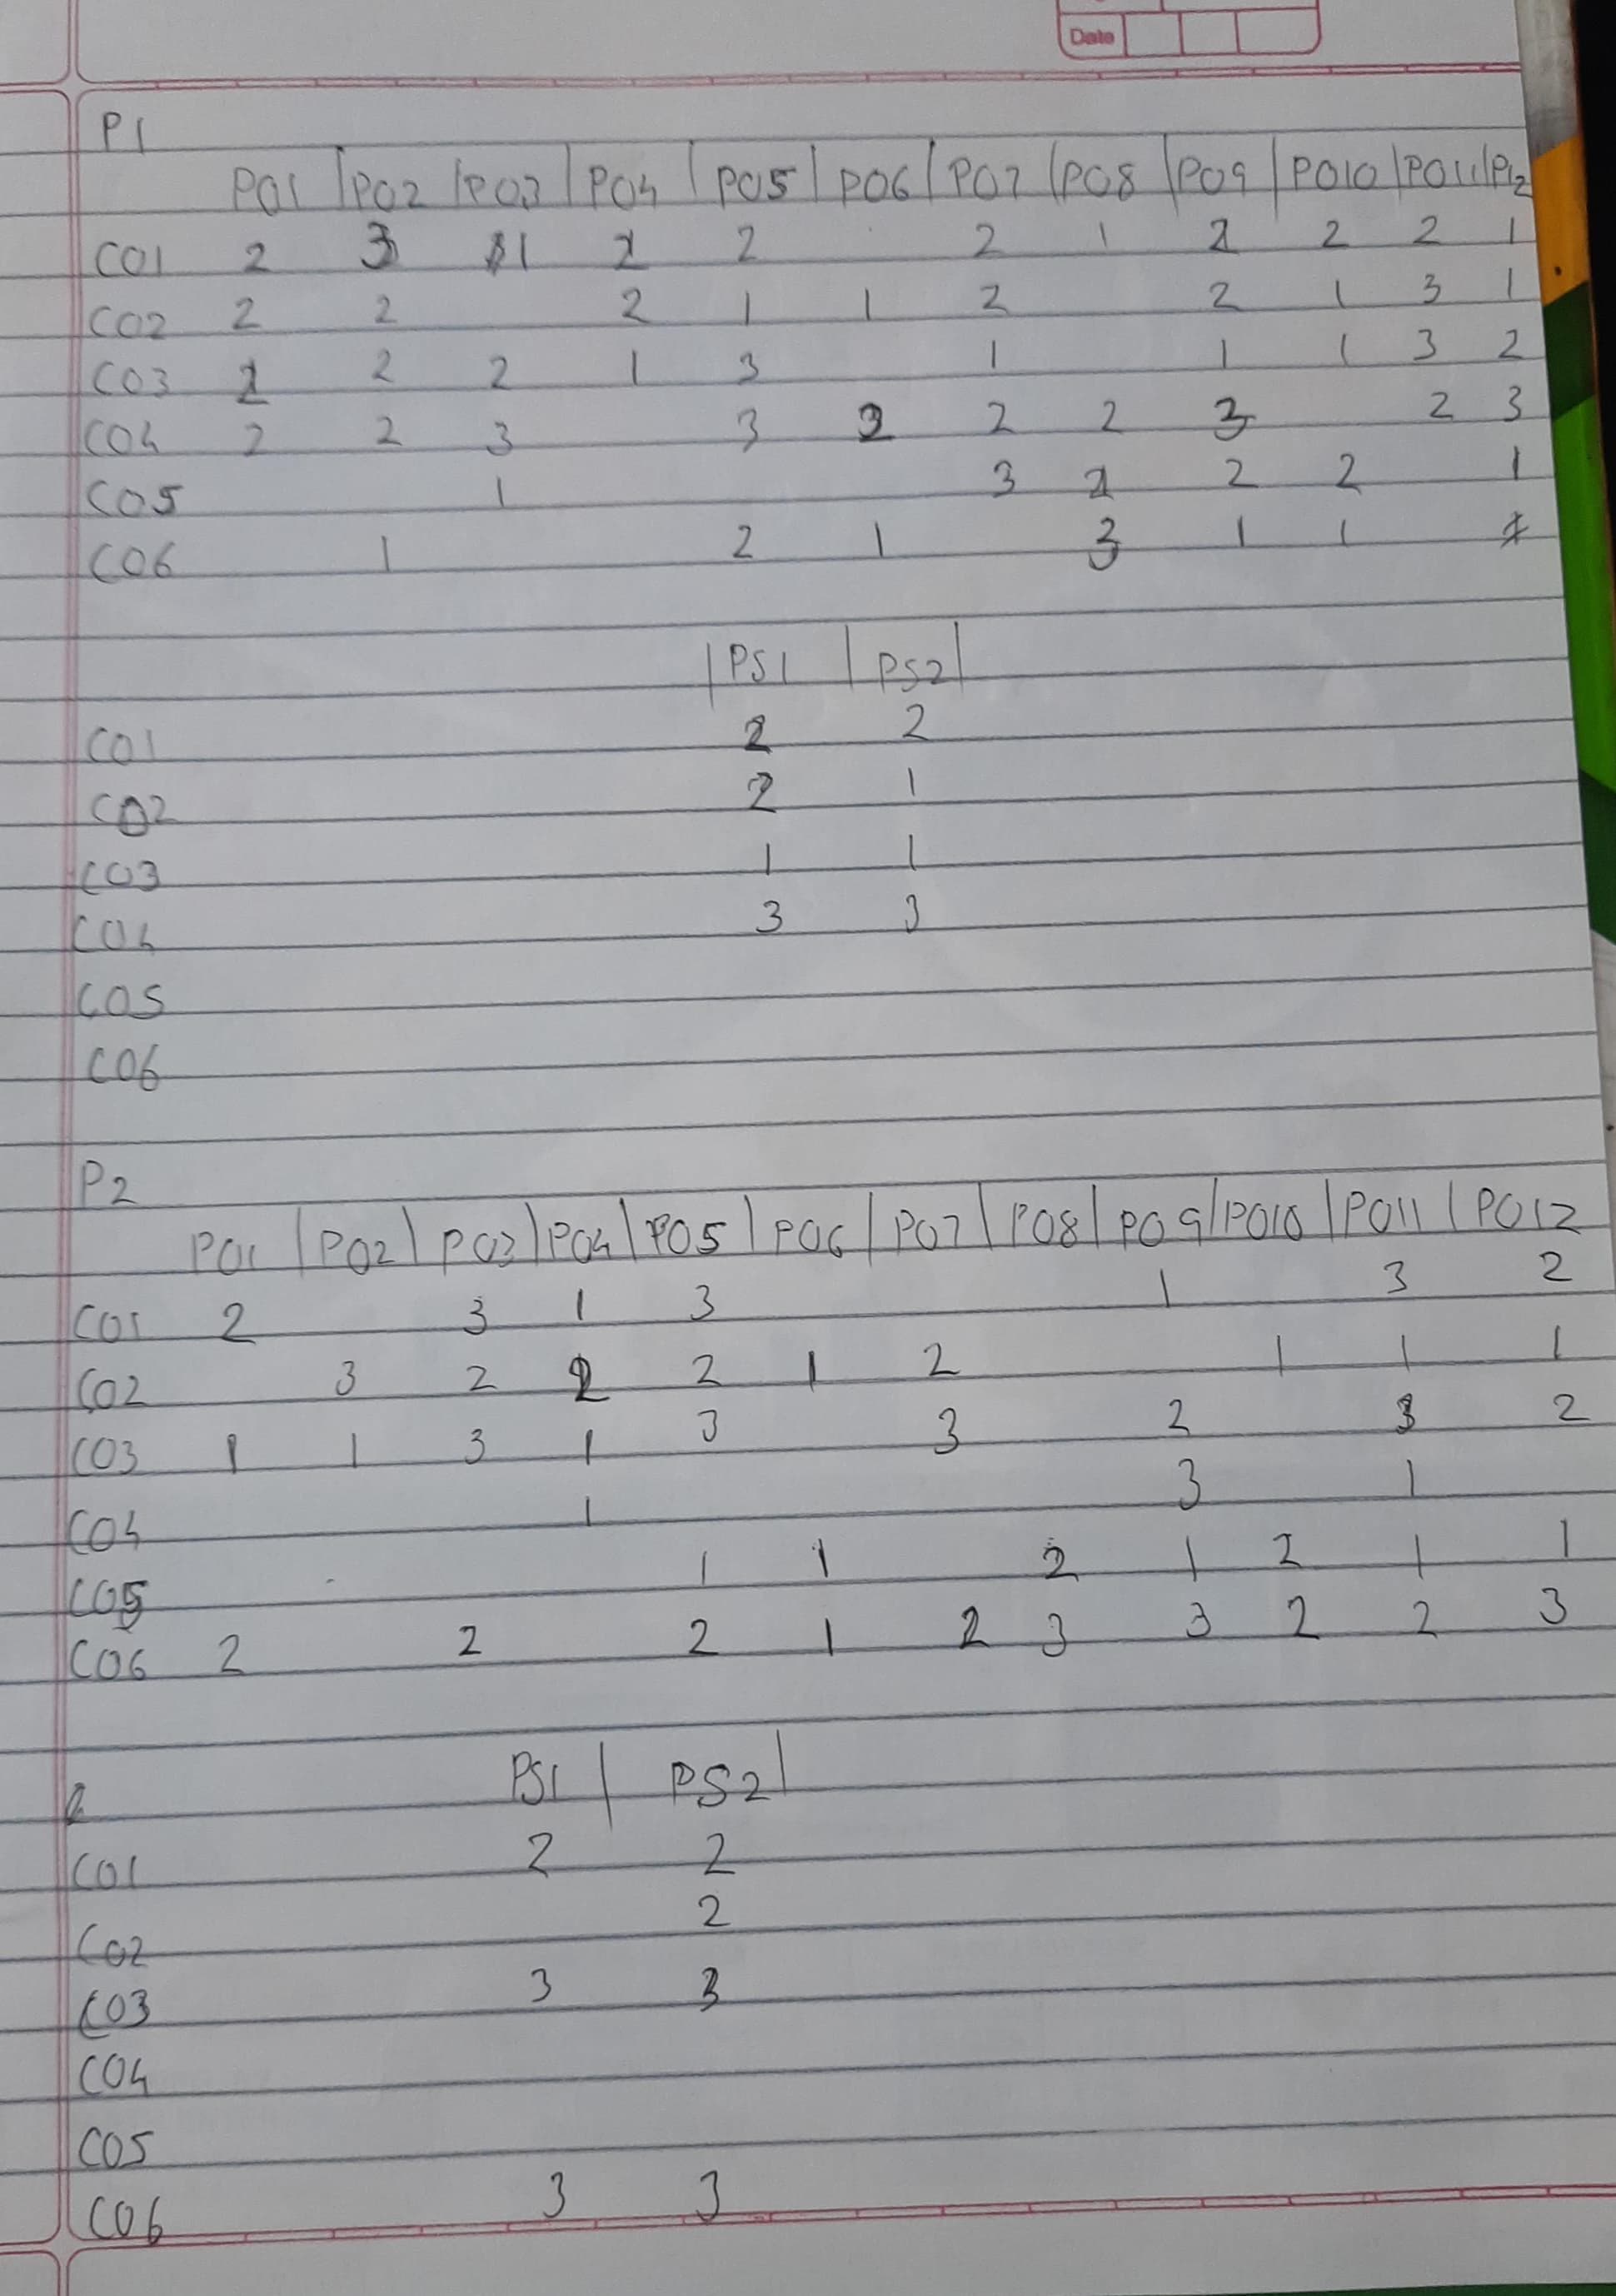 Date
P1
PO1 | PO2 | PO3 | PO4 | PO5 | PO6 | PO7 | PO8 | PO9 | PO10 | PO11 | P12
CO1 2 3 1 2 2 1 2 2 1
CO2 2 2 2 1 1 2 2 1 3 1
CO3 2 2 1 3 1 1 1 3 2
CO4 2 2 3 3 2 2 2 3 2 3
CO5 1 3 2 2 1
CO6 1 2 1 3 1 1
| PS1 | PS2 |
CO1 2 2
CO2 2 1
CO3 1 1
CO4 3 3
CO5
CO6
P2
PO1 | PO2 | PO3 | PO4 | PO5 | PO6 | PO7 | PO8 | PO9 | PO10 | PO11 | PO12
CO1 2 3 1 3 1 3 2
CO2 3 2 2 2 1 2 1 1 1
CO3 1 1 3 1 3 3 2 3 2
CO4 1 3 1
CO5 1 1 2 1 2 1 1
CO6 2 2 2 1 2 3 3 2 2 3
PS1 | PS2 |
CO1 2 2
CO2 2
CO3 3 3
CO4
CO5
CO6 3 3